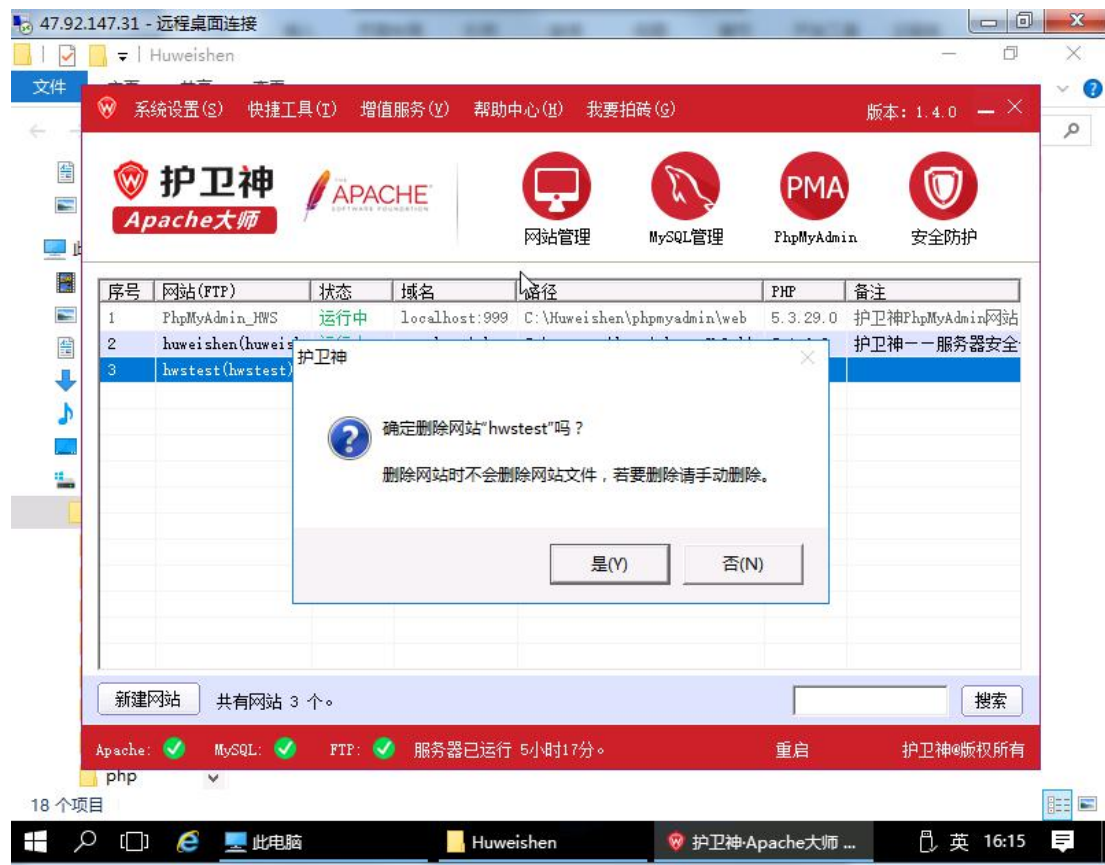 47.92.147.31 - 远程桌面连接
Huweishen
文件
系统设置(S) 快捷工具(T) 增值服务(V) 帮助中心(H) 我要拍砖(G) 版本: 1.4.0
护卫神
Apache大师
THE
APACHE
SOFTWARE FOUNDATION
PMA
网站管理 MySQL管理 PhpMyAdmin 安全防护
序号 网站(FTP) 状态 域名 路径 PHP 备注
1 PhpMyAdmin_HWS 运行中 localhost:999 C:\Huweishen\phpmyadmin\web 5.3.29.0 护卫神PhpMyAdmin网站
2 huweishen(huweis 护卫神——服务器安全
3 hwstest(hwstest)
护卫神
确定删除网站“hwstest”吗？
删除网站时不会删除网站文件，若要删除请手动删除。
是(Y) 否(N)
新建网站 共有网站 3 个。 搜索
Apache: MySQL: FTP: 服务器已运行 5小时17分。 重启 护卫神@版权所有
php
18 个项目
此电脑 Huweishen 护卫神·Apache大师 ... 英 16:15